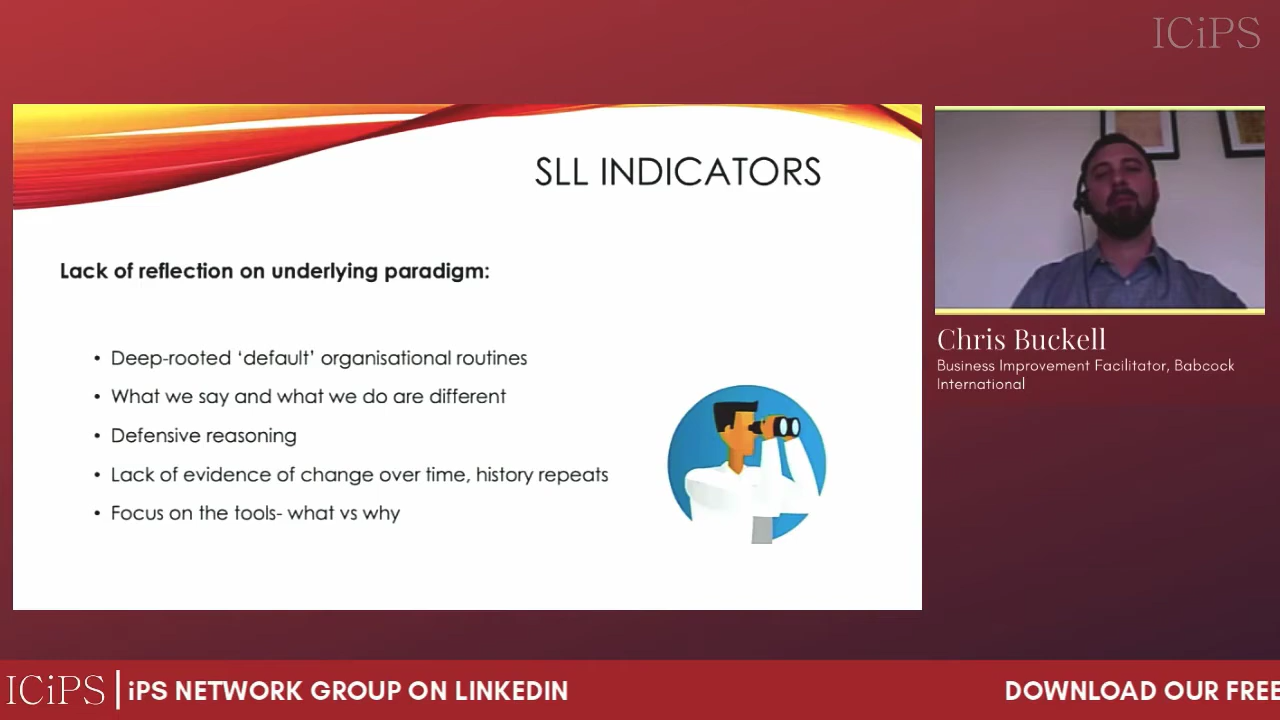 ICiPS
SLL INDICATORS
Lack of reflection on underlying paradigm:
• Deep-rooted ‘default’ organisational routines
• What we say and what we do are different
• Defensive reasoning
• Lack of evidence of change over time, history repeats
• Focus on the tools- what vs why
Chris Buckell
Business Improvement Facilitator, Babcock
International
ICiPS | iPS NETWORK GROUP ON LINKEDIN
DOWNLOAD OUR FREE